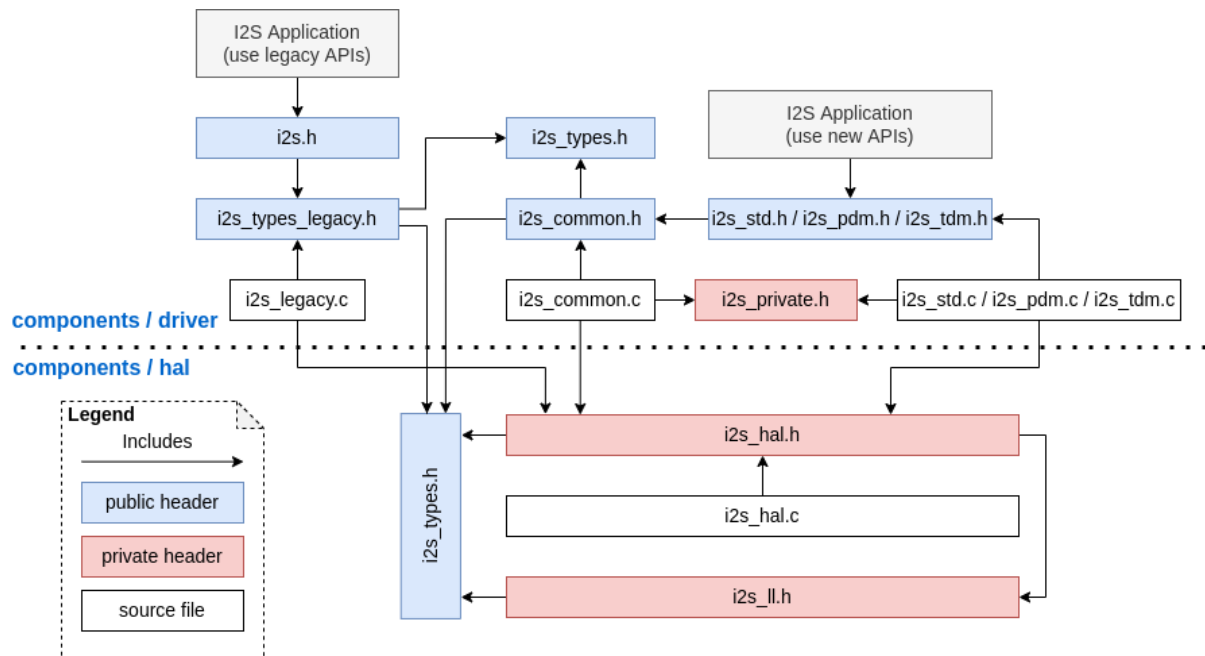 I2S Application
(use legacy APIs)
I2S Application
(use new APIs)
i2s.h
i2s_types.h
i2s_types_legacy.h
i2s_common.h
i2s_std.h / i2s_pdm.h / i2s_tdm.h
i2s_legacy.c
i2s_common.c
i2s_private.h
i2s_std.c / i2s_pdm.c / i2s_tdm.c
components / driver
components / hal
Legend
Includes
public header
private header
source file
i2s_types.h
i2s_hal.h
i2s_hal.c
i2s_ll.h